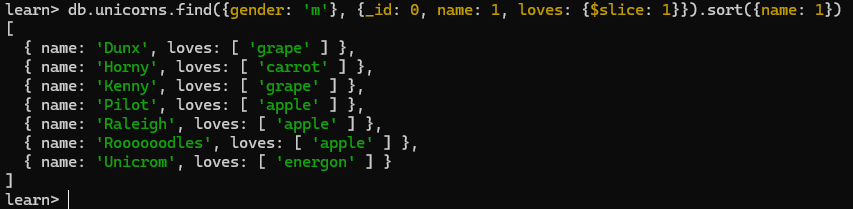 learn> db.unicorns.find({gender: 'm'}, {_id: 0, name: 1, loves: {$slice: 1}}).sort({name: 1})
[
  { name: 'Dunx', loves: [ 'grape' ] },
  { name: 'Horny', loves: [ 'carrot' ] },
  { name: 'Kenny', loves: [ 'grape' ] },
  { name: 'Pilot', loves: [ 'apple' ] },
  { name: 'Raleigh', loves: [ 'apple' ] },
  { name: 'Roooooodles', loves: [ 'apple' ] },
  { name: 'Unicrom', loves: [ 'energon' ] }
]
learn>